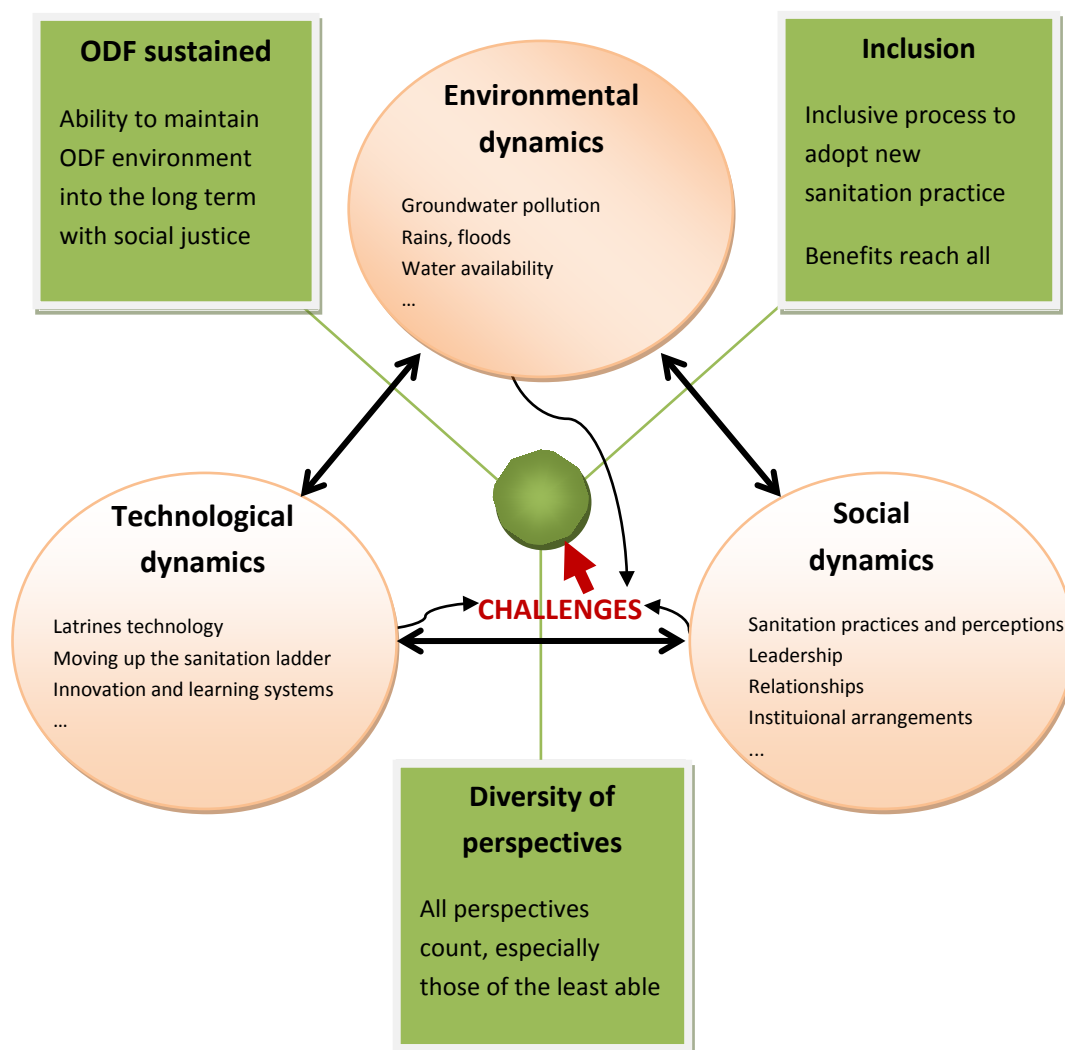 ODF sustained
Ability to maintain
ODF environment
into the long term
with social justice
Environmental
dynamics
Groundwater pollution
Rains, floods
Water availability
...
Inclusion
Inclusive process to
adopt new
sanitation practice
Benefits reach all
Technological
dynamics
Latrines technology
Moving up the sanitation ladder
Innovation and learning systems
...
CHALLENGES
Social
dynamics
Sanitation practices and perceptions
Leadership
Relationships
Instituional arrangements
...
Diversity of
perspectives
All perspectives
count, especially
those of the least able